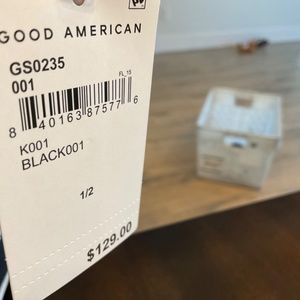 GOOD AMERICAN
GS0235
001
FL_15
8 40163 87577 6
K001
BLACK001
1/2
$129.00